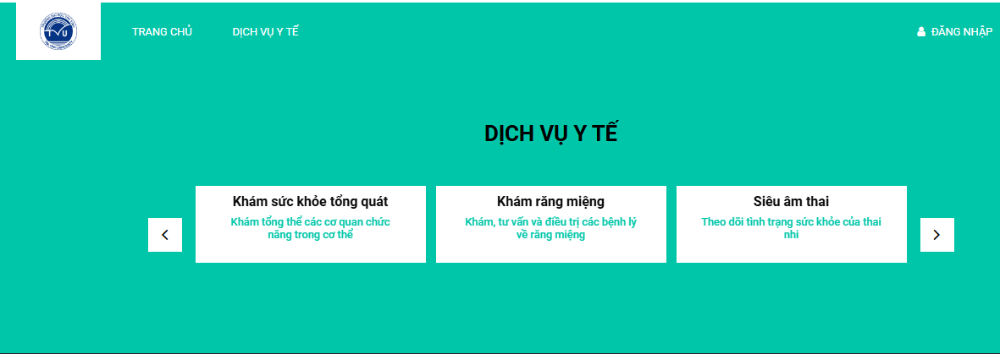 TVU
TRANG CHỦ
DỊCH VỤ Y TẾ
ĐĂNG NHẬP
DỊCH VỤ Y TẾ
Khám sức khỏe tổng quát
Khám tổng thể các cơ quan chức
năng trong cơ thể
Khám răng miệng
Khám, tư vấn và điều trị các bệnh lý
về răng miệng
Siêu âm thai
Theo dõi tình trạng sức khỏe của thai
nhi